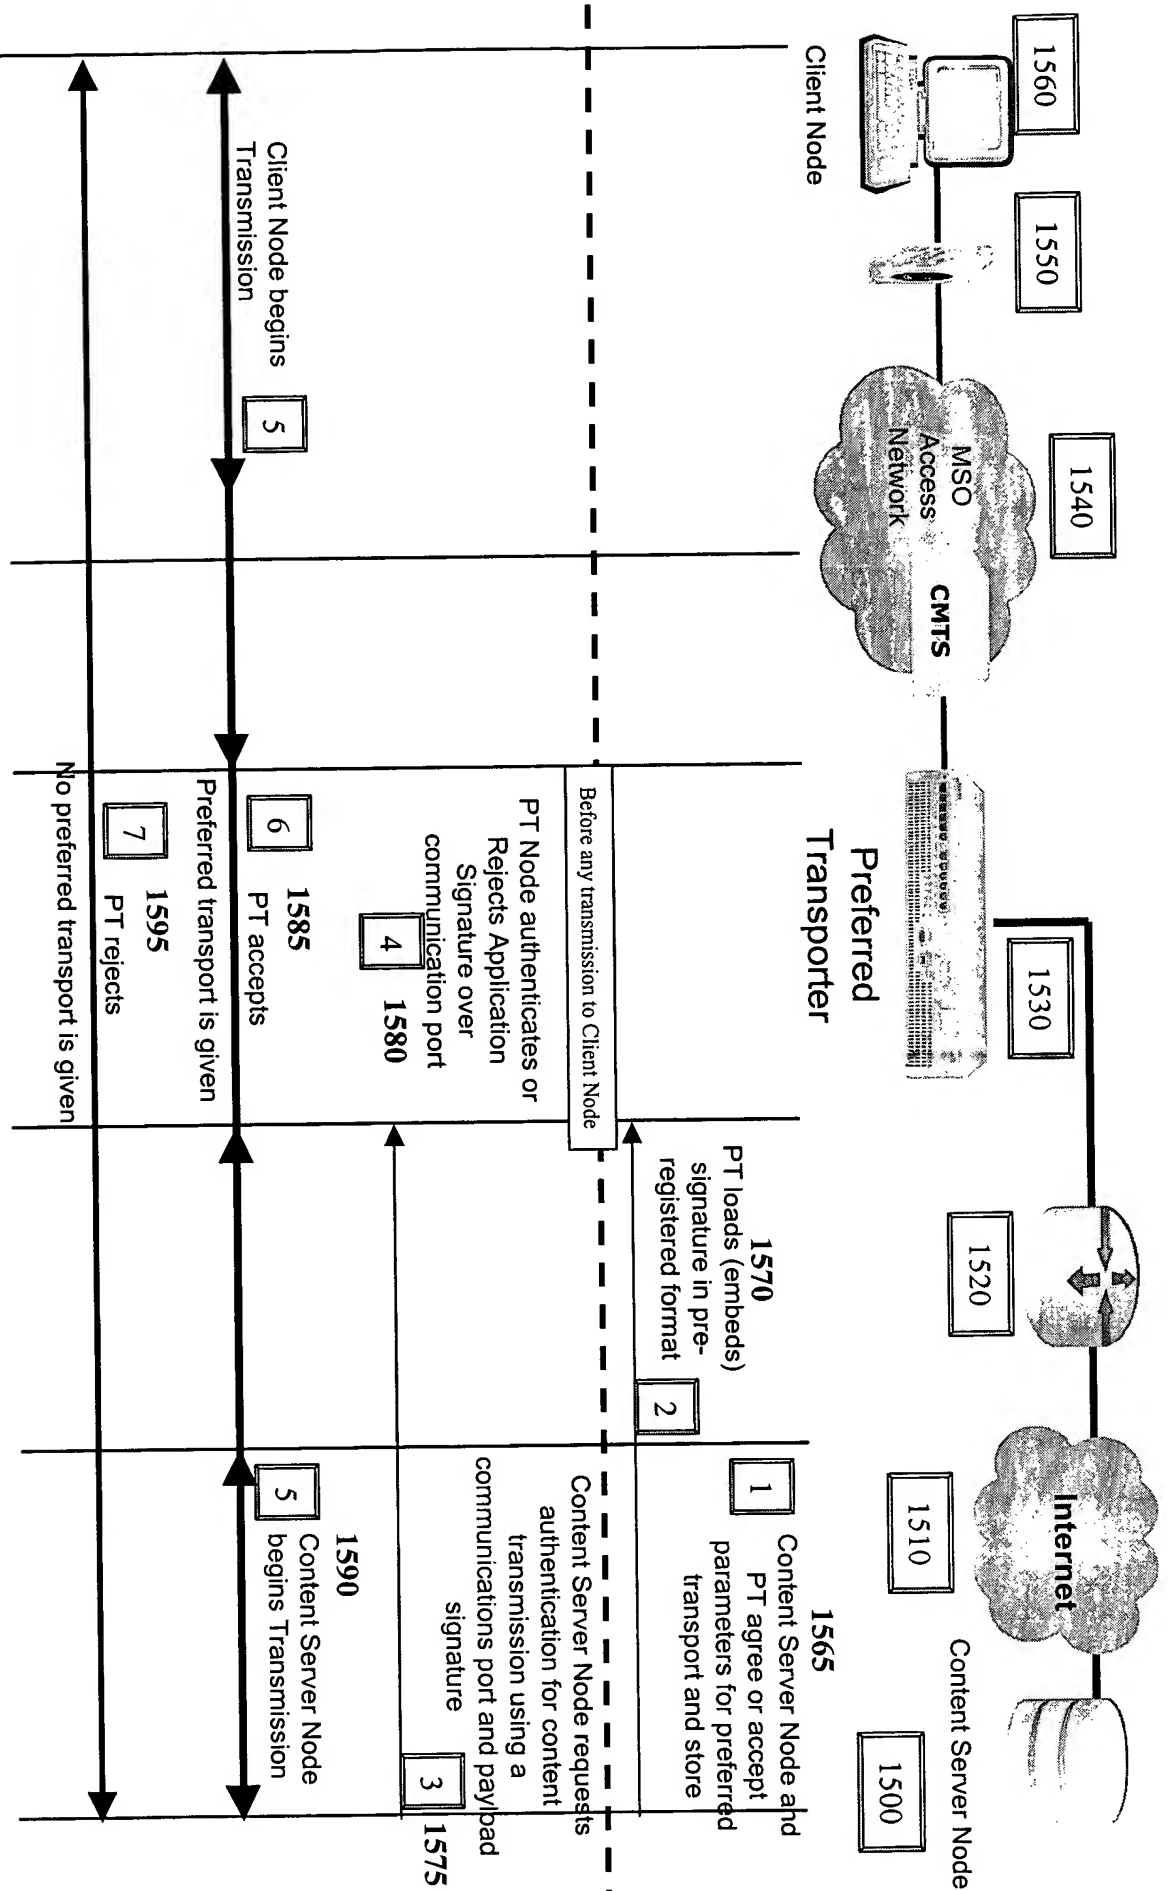 1560
Client Node
1550
1540
MSO
Access
Network
CMTS
Preferred
Transporter
1530
1520
1510
Internet
Content Server Node
1500
1565
1
Content Server Node and
PT agree or accept
parameters for preferred
transport and store
1570
PT loads (embeds)
signature in pre-
registered format
2
Before any transmission to Client Node
Content Server Node requests
authentication for content
transmission using a
communications port and payload
signature
3
1575
PT Node authenticates or
Rejects Application
Signature over
communication port
4
1580
Client Node begins
Transmission
5
6
1585
PT accepts
Preferred transport is given
1590
5
Content Server Node
begins Transmission
7
1595
PT rejects
No preferred transport is given